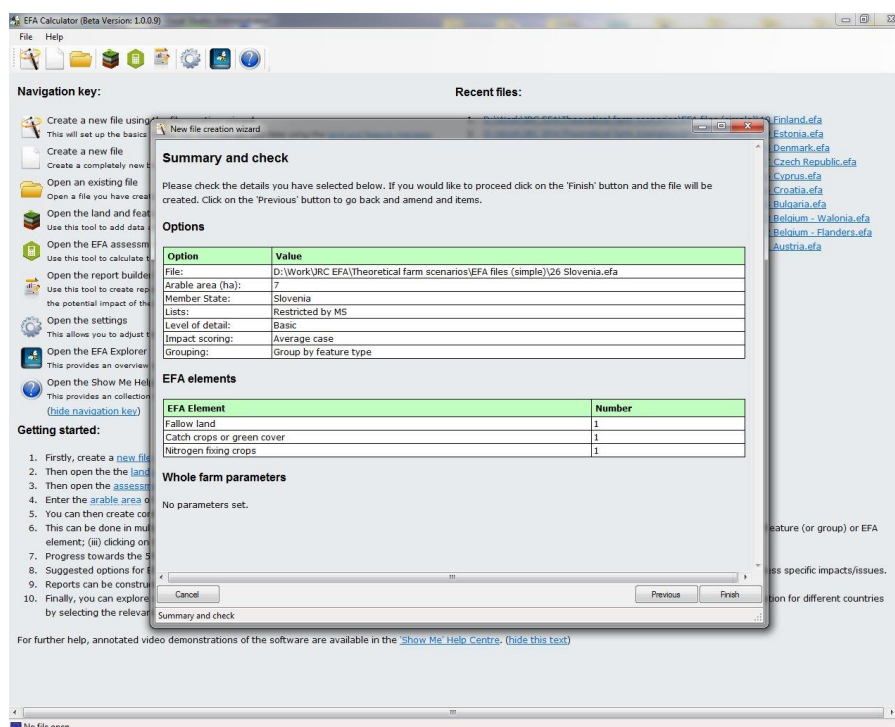 EFA Calculator (Beta Version: 1.0.0.9)
File Help
Navigation key:
Recent files:
Create a new file using
This will set up the basics
Create a new file
Create a completely new
Open an existing file
Open a file you have
Open the land and
Use this tool to add data
Open the EFA
Use this tool to calculate
Open the report builder
Use this tool to create
the potential impact of
Open the settings
This allows you to adjust
Open the EFA Explorer
This provides an overview
Open the Show Me
This provides an collection
(hide navigation key)
Finland.efa
Estonia.efa
Denmark.efa
Czech Republic.efa
Cyprus.efa
Croatia.efa
Bulgaria.efa
Belgium - Walonia.efa
Belgium - Flanders.efa
Austria.efa
Getting started:
1. Firstly, create a new file
2. Then open the the land
3. Then open the
4. Enter the arable area
5. You can then create
6. This can be done in
element; (iii) clicking on
7. Progress towards the
8. Suggested options for
9. Reports can be
10. Finally, you can explore
by selecting the
(or group) or EFA
specific impacts/issues.
for different countries
For further help, annotated video demonstrations of the software are available in the 'Show Me' Help Centre. (hide this text)
No file open
New file creation wizard
Summary and check
Please check the details you have selected below. If you would like to proceed click on the 'Finish' button and the file will be
created. Click on the 'Previous' button to go back and amend and items.
Options
Option Value
File: D:\Work\JRC EFA\Theoretical farm scenarios\EFA files (simple)\26 Slovenia.efa
Arable area (ha): 7
Member State: Slovenia
Lists: Restricted by MS
Level of detail: Basic
Impact scoring: Average case
Grouping: Group by feature type
EFA elements
EFA Element Number
Fallow land 1
Catch crops or green cover 1
Nitrogen fixing crops 1
Whole farm parameters
No parameters set.
Cancel Previous Finish
Summary and check